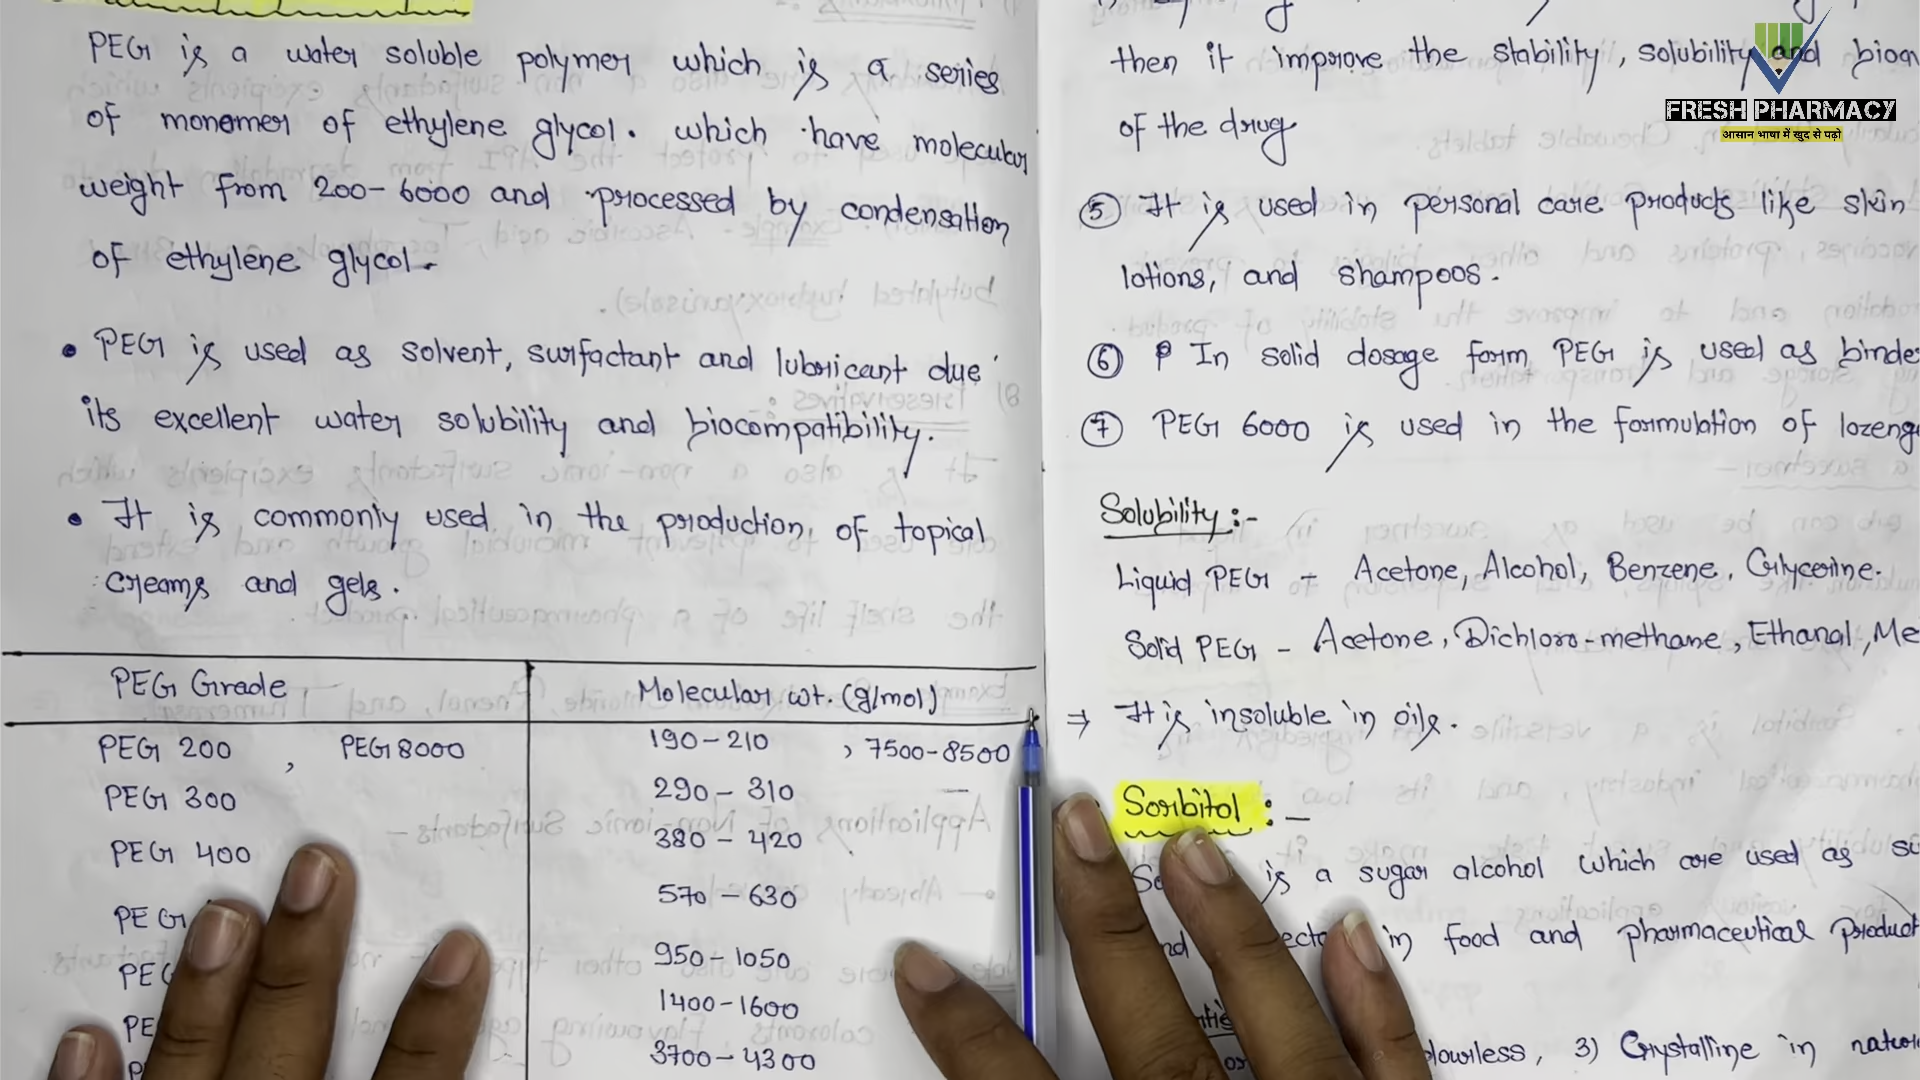 PEG is a water soluble polymer which is a series
of monomer of ethylene glycol. which have molecular
weight from 200-6000 and processed by condensation
of ethylene glycol.
• PEG is used as solvent, surfactant and lubricant due
its excellent water solubility and biocompatibility.
• It is commonly used in the production, of topical
creams and gels.
PEG Grade Molecular wt. (g/mol)
PEG 200 , PEG 8000 190-210 , 7500-8500
PEG 300 290-310
PEG 400 380-420
PEG 570-630
950-1050
1400-1600
3700-4300
then it improve the stability, solubility and
of the drug
⑤ It is used in personal care products like skin
lotions, and shampoos.
⑥ In solid dosage form PEG is used as
⑦ PEG 6000 is used in the formulation of
Solubility :-
Liquid PEG - Acetone, Alcohol, Benzene, Glycerine.
Solid PEG - Acetone, Dichloro-methane, Ethanol,
⇒ It is insoluble in oils.
Sorbitol :-
is a sugar alcohol which are used as
in food and pharmaceutical
3) Crystalline in
FRESH PHARMACY
आसान भाषा में खुद से पढ़ो